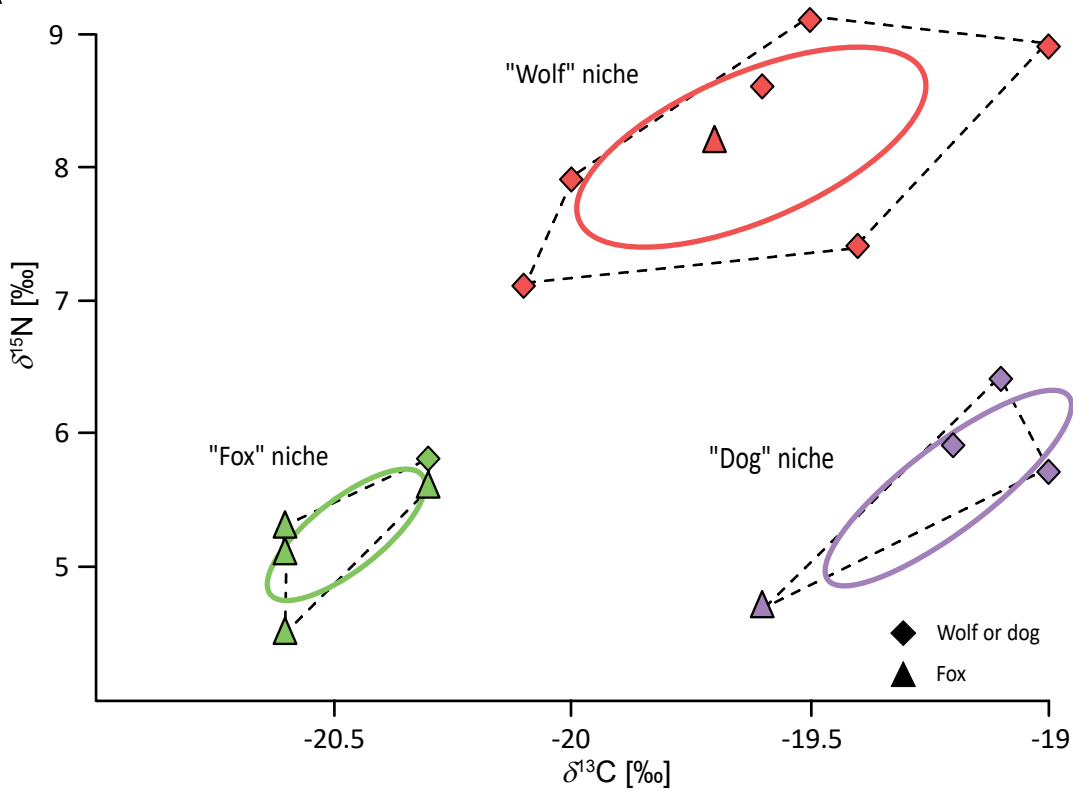 9
8
7
6
5
δ15N [‰]
"Wolf" niche
"Fox" niche
"Dog" niche
Wolf or dog
Fox
-20.5 -20 -19.5 -19
δ13C [‰]